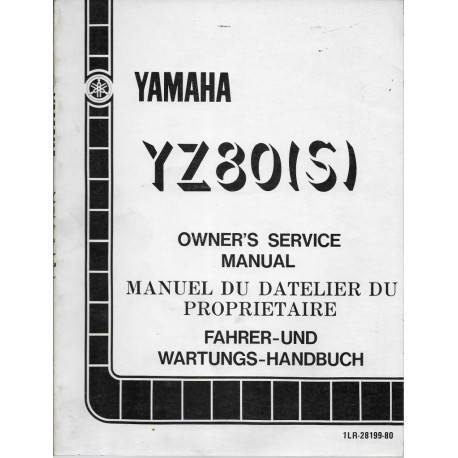 YAMAHA
YZ80(S)
OWNER'S SERVICE
MANUAL
MANUEL DU DATELIER DU
PROPRIETAIRE
FAHRER-UND
WARTUNGS-HANDBUCH
1LR-28199-80